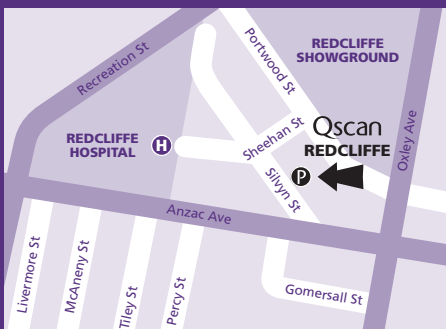 Recreation St
Portwood St
REDCLIFFE
SHOWGROUND
Oxley Ave
REDCLIFFE
HOSPITAL
H
Sheehan St
Qscan
REDCLIFFE
P
Silvyn St
Anzac Ave
Livermore St
McAneny St
Tiley St
Percy St
Gomersall St